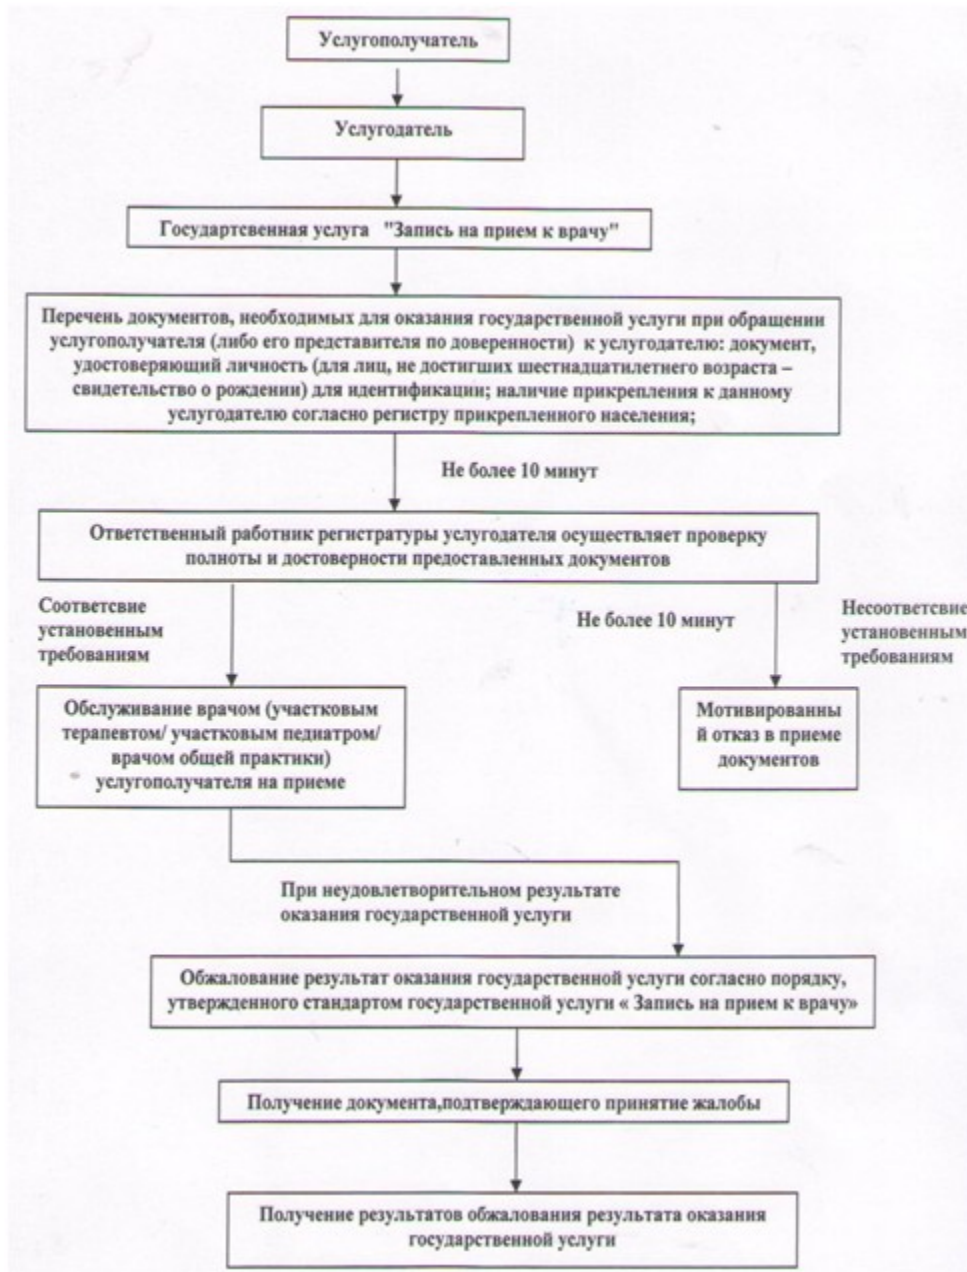 Услугополучатель
Услугодатель
Государтсвенная услуга "Запись на прием к врачу"
Перечень документов, необходимых для оказания государственной услуги при обращении
услугополучателя (либо его представителя по доверенности) к услугодателю: документ,
удостоверяющий личность (для лиц, не достигших шестнадцатилетнего возраста –
свидетельство о рождении) для идентификации; наличие прикрепления к данному
услугодателю согласно регистру прикрепленного населения;
Не более 10 минут
Ответственный работник регистратуры услугодателя осуществляет проверку
полноты и достоверности предоставленных документов
Соответсвие
установенным
требованиям
Не более 10 минут
Несоответсвие
установенным
требованиям
Обслуживание врачом (участковым
терапевтом/ участковым педиатром/
врачом общей практики)
услугополучателя на приеме
Мотивированны
й отказ в приеме
документов
При неудовлетворительном результате
оказания государственной услуги
Обжалование результат оказания государственной услуги согласно порядку,
утвержденного стандартом государственной услуги « Запись на прием к врачу»
Получение документа,подтверждающего принятие жалобы
Получение результатов обжалования результата оказания
государственной услуги